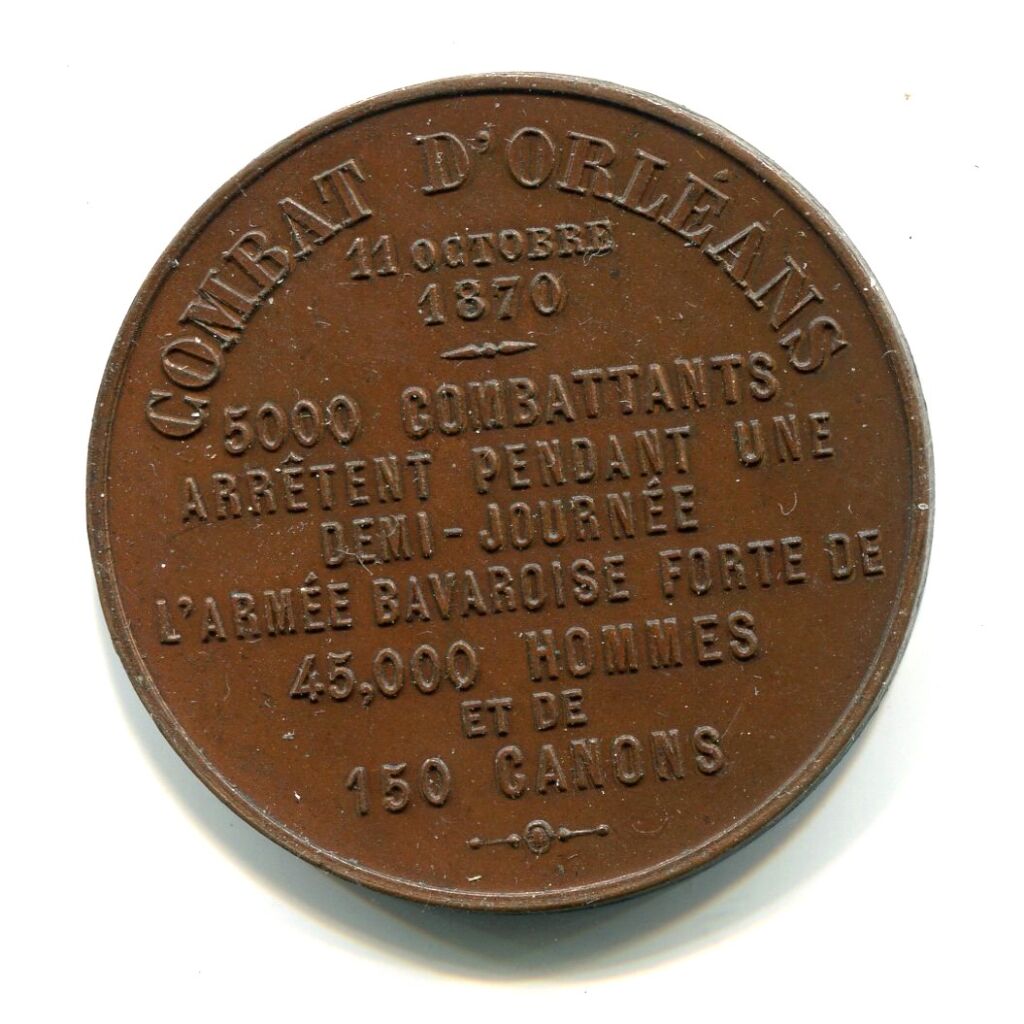 COMBAT D'ORLÉANS
11 OCTOBRE
1870
5000 COMBATTANTS
ARRÊTENT PENDANT UNE
DEMI-JOURNÉE
L'ARMÉE BAVAROISE FORTE DE
45,000 HOMMES
ET DE
150 CANONS